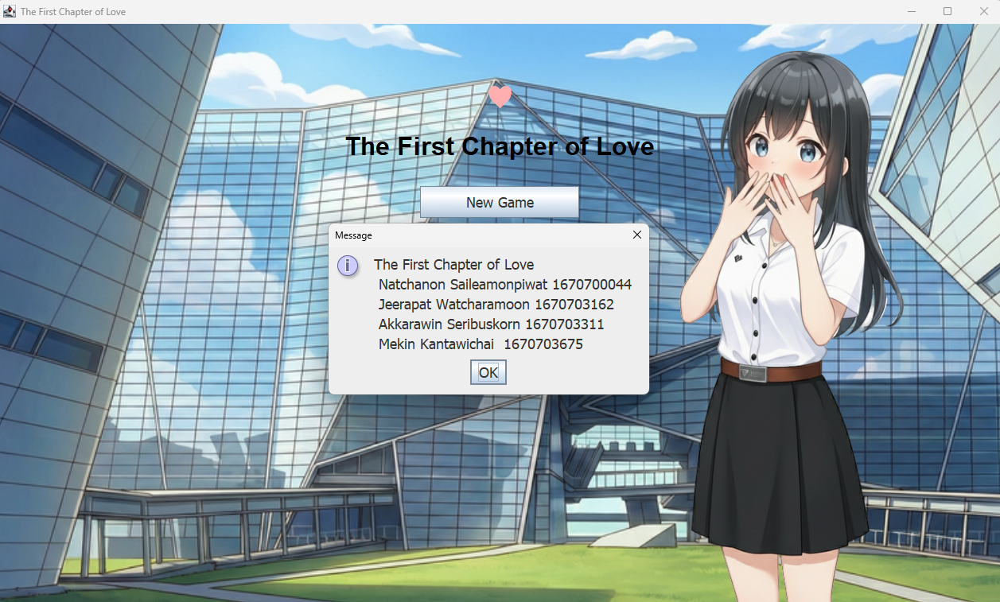 The First Chapter of Love
The First Chapter of Love
New Game
Message
The First Chapter of Love
Natchanon Saileamonpiwat 1670700044
Jeerapat Watcharamoon 1670703162
Akkarawin Seribuskorn 1670703311
Mekin Kantawichai  1670703675
OK